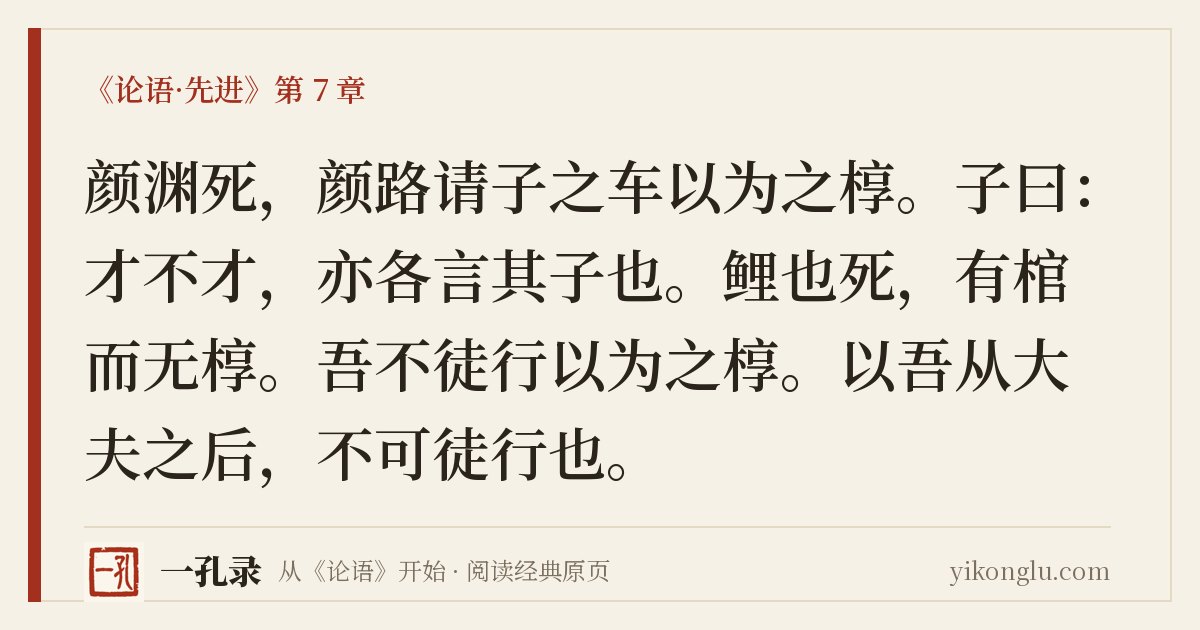 《论语·先进》第 7 章
颜渊死，颜路请子之车以为之椁。子曰：
才不才，亦各言其子也。鲤也死，有棺
而无椁。吾不徒行以为之椁。以吾从大
夫之后，不可徒行也。
一孔 一孔录 从《论语》开始 · 阅读经典原页 yikonglu.com